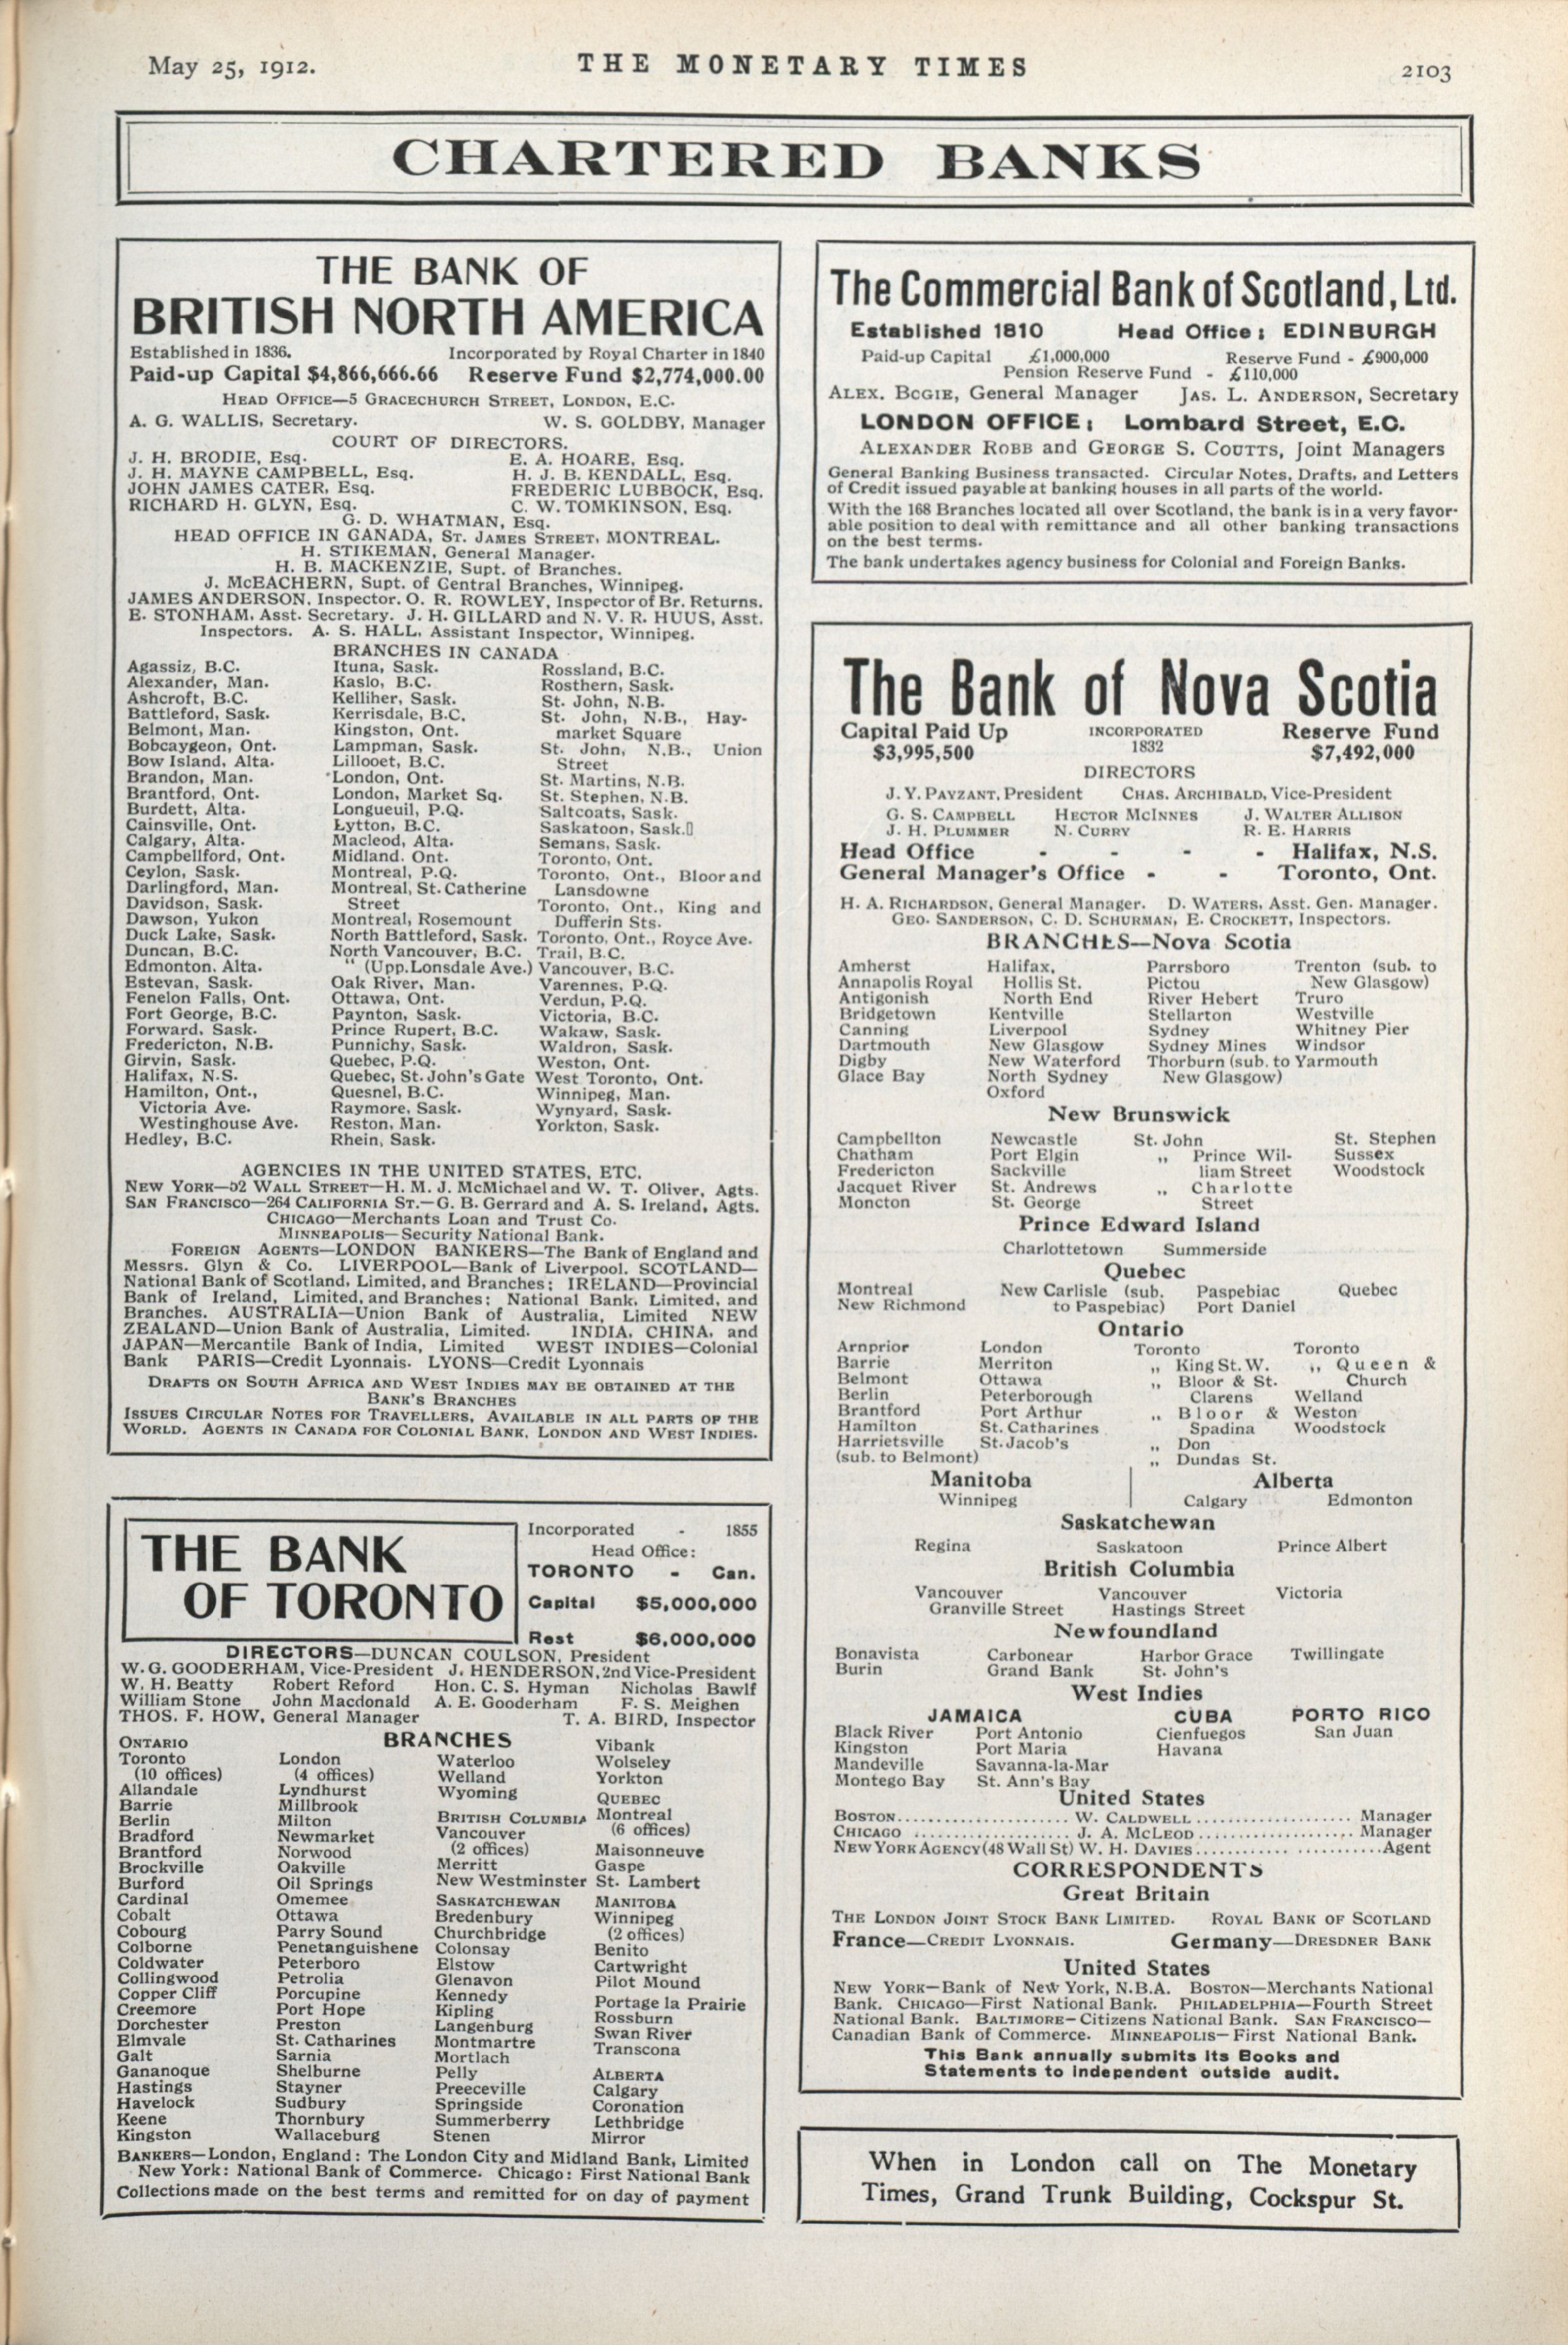 May 25, 1912.
THE MONETARY TIMES
2103
CHARTERED BANKS
THE BANK OF
BRITISH NORTH AMERICA
Established in 1836. Incorporated by Royal Charter in 1840
Paid-up Capital $4,866,666.66 Reserve Fund $2,774,000.00
HEAD OFFICE—5 GRACECHURCH STREET, LONDON, E.C.
A. G. WALLIS, Secretary. W. S. GOLDBY, Manager
COURT OF DIRECTORS.
J. H. BRODIE, Esq. E. A. HOARE, Esq.
J. H. MAYNE CAMPBELL, Esq. H. J. B. KENDALL, Esq.
JOHN JAMES CATER, Esq. FREDERIC LUBBOCK, Esq.
RICHARD H. GLYN, Esq. C. W. TOMKINSON, Esq.
G. D. WHATMAN, Esq.
HEAD OFFICE IN CANADA, ST. JAMES STREET, MONTREAL.
H. STIKEMAN, General Manager.
H. B. MACKENZIE, Supt. of Branches.
J. McEACHERN, Supt. of Central Branches, Winnipeg.
JAMES ANDERSON, Inspector. O. R. ROWLEY, Inspector of Br. Returns.
E. STONHAM, Asst. Secretary. J. H. GILLARD and N. V. R. HUUS, Asst.
Inspectors. A. S. HALL, Assistant Inspector, Winnipeg.
BRANCHES IN CANADA
Agassiz, B.C.
Alexander, Man.
Ashcroft, B.C.
Battleford, Sask.
Belmont, Man.
Bobcaygeon, Ont.
Bow Island, Alta.
Brandon, Man.
Brantford, Ont.
Burdett, Alta.
Cainsville, Ont.
Calgary, Alta.
Campbellford, Ont.
Ceylon, Sask.
Darlingford, Man.
Davidson, Sask.
Dawson, Yukon
Duck Lake, Sask.
Duncan, B.C.
Edmonton, Alta.
Estevan, Sask.
Fenelon Falls, Ont.
Fort George, B.C.
Forward, Sask.
Fredericton, N.B.
Girvin, Sask.
Halifax, N.S.
Hamilton, Ont.,
Victoria Ave.
Westinghouse Ave.
Hedley, B.C.
Ituna, Sask.
Kaslo, B.C.
Kelliher, Sask.
Kerrisdale, B.C.
Kingston, Ont.
Lampman, Sask.
Lillooet, B.C.
London, Ont.
London, Market Sq.
Longueuil, P.Q.
Lytton, B.C.
Macleod, Alta.
Midland, Ont.
Montreal, P.Q.
Montreal, St. Catherine
Street
Montreal, Rosemount
North Battleford, Sask.
North Vancouver, B.C.
" (Upp. Lonsdale Ave.)
Oak River, Man.
Ottawa, Ont.
Paynton, Sask.
Prince Rupert, B.C.
Punnichy, Sask.
Quebec, P.Q.
Quebec, St. John's Gate
Quesnel, B.C.
Raymore, Sask.
Reston, Man.
Rhein, Sask.
Rossland, B.C.
Rosthern, Sask.
St. John, N.B.
St. John, N.B., Hay-
market Square
St. John, N.B., Union
Street
St. Martins, N.B.
St. Stephen, N.B.
Saltcoats, Sask.
Saskatoon, Sask.
Semans, Sask.
Toronto, Ont.
Toronto, Ont., Bloor and
Lansdowne
Toronto, Ont., King and
Dufferin Sts.
Toronto, Ont., Royce Ave.
Trail, B.C.
Vancouver, B.C.
Varennes, P.Q.
Verdun, P.Q.
Victoria, B.C.
Wakaw, Sask.
Waldron, Sask.
Weston, Ont.
West Toronto, Ont.
Winnipeg, Man.
Wynyard, Sask.
Yorkton, Sask.
AGENCIES IN THE UNITED STATES, ETC.
NEW YORK—52 WALL STREET—H. M. J. McMichael and W. T. Oliver, Agts.
SAN FRANCISCO—264 CALIFORNIA ST.—G. B. Gerrard and A. S. Ireland, Agts.
CHICAGO—Merchants Loan and Trust Co.
MINNEAPOLIS—Security National Bank.
FOREIGN AGENTS—LONDON BANKERS—The Bank of England and
Messrs. Glyn & Co. LIVERPOOL—Bank of Liverpool. SCOTLAND—
National Bank of Scotland, Limited, and Branches; IRELAND—Provincial
Bank of Ireland, Limited, and Branches; National Bank, Limited, and
Branches. AUSTRALIA—Union Bank of Australia, Limited NEW
ZEALAND—Union Bank of Australia, Limited. INDIA, CHINA, and
JAPAN—Mercantile Bank of India, Limited WEST INDIES—Colonial
Bank PARIS—Credit Lyonnais. LYONS—Credit Lyonnais
DRAFTS ON SOUTH AFRICA AND WEST INDIES MAY BE OBTAINED AT THE
BANK'S BRANCHES
ISSUES CIRCULAR NOTES FOR TRAVELLERS, AVAILABLE IN ALL PARTS OF THE
WORLD. AGENTS IN CANADA FOR COLONIAL BANK, LONDON AND WEST INDIES.
THE BANK
OF TORONTO
Incorporated - 1855
Head Office:
TORONTO - Can.
Capital $5,000,000
Rest $6,000,000
DIRECTORS—DUNCAN COULSON, President
W. G. GOODERHAM, Vice-President J. HENDERSON, 2nd Vice-President
W. H. Beatty Robert Reford Hon. C. S. Hyman Nicholas Bawlf
William Stone John Macdonald A. E. Gooderham F. S. Meighen
THOS. F. HOW, General Manager T. A. BIRD, Inspector
BRANCHES
ONTARIO
Toronto
(10 offices)
Allandale
Barrie
Berlin
Bradford
Brantford
Brockville
Burford
Cardinal
Cobalt
Cobourg
Colborne
Coldwater
Collingwood
Copper Cliff
Creemore
Dorchester
Elmvale
Galt
Gananoque
Hastings
Havelock
Keene
Kingston
London
(4 offices)
Lyndhurst
Millbrook
Milton
Newmarket
Norwood
Oakville
Oil Springs
Omemee
Ottawa
Parry Sound
Penetanguishene
Peterboro
Petrolia
Porcupine
Port Hope
Preston
St. Catharines
Sarnia
Shelburne
Stayner
Sudbury
Thornbury
Wallaceburg
Waterloo
Welland
Wyoming
BRITISH COLUMBIA
Vancouver
(2 offices)
Merritt
New Westminster
SASKATCHEWAN
Bredenbury
Churchbridge
Colonsay
Elstow
Glenavon
Kennedy
Kipling
Langenburg
Montmartre
Mortlach
Pelly
Preeceville
Springside
Summerberry
Stenen
Vibank
Wolseley
Yorkton
QUEBEC
Montreal
(6 offices)
Maisonneuve
Gaspe
St. Lambert
MANITOBA
Winnipeg
(2 offices)
Benito
Cartwright
Pilot Mound
Portage la Prairie
Rossburn
Swan River
Transcona
ALBERTA
Calgary
Coronation
Lethbridge
Mirror
BANKERS—London, England: The London City and Midland Bank, Limited
New York: National Bank of Commerce. Chicago: First National Bank
Collections made on the best terms and remitted for on day of payment
The Commercial Bank of Scotland, Ltd.
Established 1810 Head Office: EDINBURGH
Paid-up Capital £1,000,000 Reserve Fund - £900,000
Pension Reserve Fund - £110,000
ALEX. BOGIE, General Manager JAS. L. ANDERSON, Secretary
LONDON OFFICE: Lombard Street, E.C.
ALEXANDER ROBB and GEORGE S. COUTTS, Joint Managers
General Banking Business transacted. Circular Notes, Drafts, and Letters
of Credit issued payable at banking houses in all parts of the world.
With the 168 Branches located all over Scotland, the bank is in a very favor-
able position to deal with remittance and all other banking transactions
on the best terms.
The bank undertakes agency business for Colonial and Foreign Banks.
The Bank of Nova Scotia
Capital Paid Up INCORPORATED Reserve Fund
$3,995,500 1832 $7,492,000
DIRECTORS
J. Y. PAYZANT, President CHAS. ARCHIBALD, Vice-President
G. S. CAMPBELL HECTOR MCINNES J. WALTER ALLISON
J. H. PLUMMER N. CURRY R. E. HARRIS
Head Office - - - - Halifax, N.S.
General Manager's Office - - Toronto, Ont.
H. A. RICHARDSON, General Manager. D. WATERS, Asst. Gen. Manager.
GEO. SANDERSON, C. D. SCHURMAN, E. CROCKETT, Inspectors.
BRANCHES—Nova Scotia
Amherst Halifax, Parrsboro Trenton (sub. to
Annapolis Royal Hollis St. Pictou New Glasgow)
Antigonish North End River Hebert Truro
Bridgetown Kentville Stellarton Westville
Canning Liverpool Sydney Whitney Pier
Dartmouth New Glasgow Sydney Mines Windsor
Digby New Waterford Thorburn (sub. to Yarmouth
Glace Bay North Sydney New Glasgow)
Oxford
New Brunswick
Campbellton Newcastle St. John St. Stephen
Chatham Port Elgin ,, Prince Wil- Sussex
Fredericton Sackville liam Street Woodstock
Jacquet River St. Andrews ,, Charlotte
Moncton St. George Street
Prince Edward Island
Charlottetown Summerside
Quebec
Montreal New Carlisle (sub. Paspebiac Quebec
New Richmond to Paspebiac) Port Daniel
Ontario
Arnprior London Toronto Toronto
Barrie Merriton ,, King St. W. ,, Queen &
Belmont Ottawa ,, Bloor & St. Church
Berlin Peterborough Clarens Welland
Brantford Port Arthur ,, Bloor & Weston
Hamilton St. Catharines Spadina Woodstock
Harrietsville St. Jacob's ,, Don
(sub. to Belmont) ,, Dundas St.
Manitoba Alberta
Winnipeg Calgary Edmonton
Saskatchewan
Regina Saskatoon Prince Albert
British Columbia
Vancouver Vancouver Victoria
Granville Street Hastings Street
Newfoundland
Bonavista Carbonear Harbor Grace Twillingate
Burin Grand Bank St. John's
West Indies
JAMAICA CUBA PORTO RICO
Black River Port Antonio Cienfuegos San Juan
Kingston Port Maria Havana
Mandeville Savanna-la-Mar
Montego Bay St. Ann's Bay
United States
BOSTON.................... W. CALDWELL .................... Manager
CHICAGO .................... J. A. MCLEOD .................... Manager
NEW YORK AGENCY (48 Wall St) W. H. DAVIES.......................Agent
CORRESPONDENTS
Great Britain
THE LONDON JOINT STOCK BANK LIMITED. ROYAL BANK OF SCOTLAND
France—CREDIT LYONNAIS. Germany—DRESDNER BANK
United States
NEW YORK—Bank of New York, N.B.A. BOSTON—Merchants National
Bank. CHICAGO—First National Bank. PHILADELPHIA—Fourth Street
National Bank. BALTIMORE—Citizens National Bank. SAN FRANCISCO—
Canadian Bank of Commerce. MINNEAPOLIS—First National Bank.
This Bank annually submits its Books and
Statements to independent outside audit.
When in London call on The Monetary
Times, Grand Trunk Building, Cockspur St.